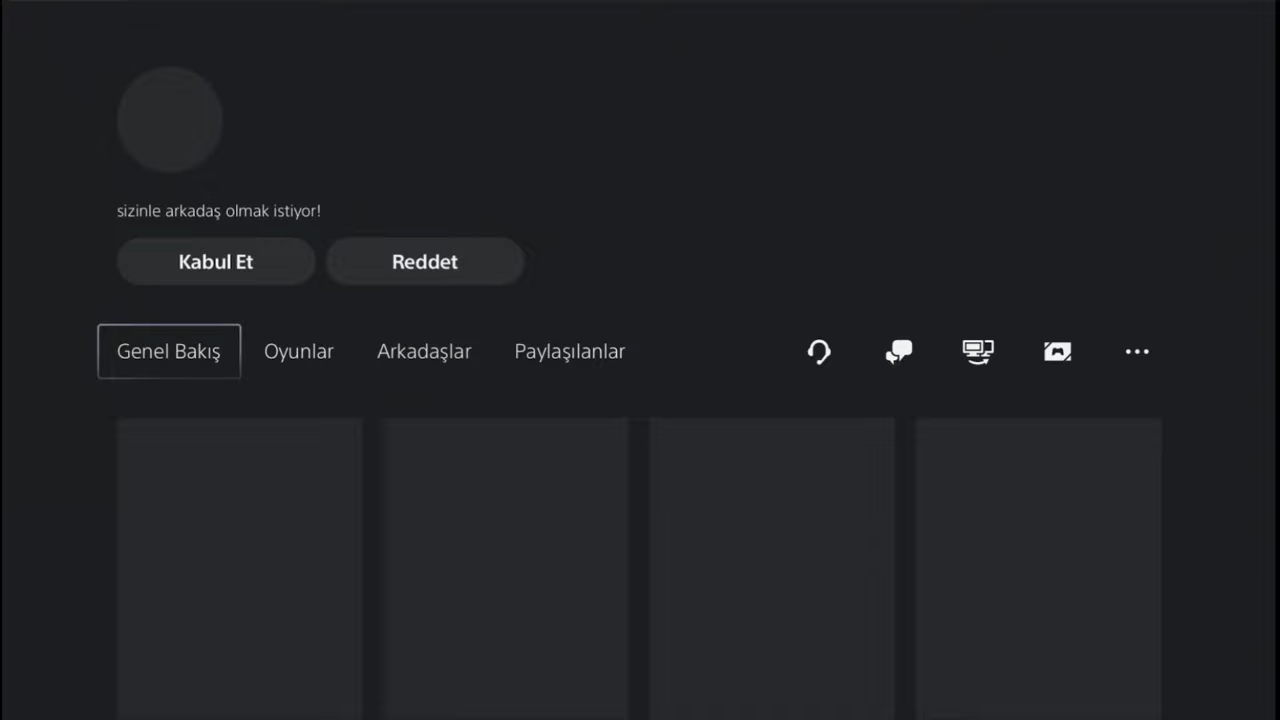 sizinle arkadaş olmak istiyor!
Kabul Et
Reddet
Genel Bakış
Oyunlar
Arkadaşlar
Paylaşılanlar